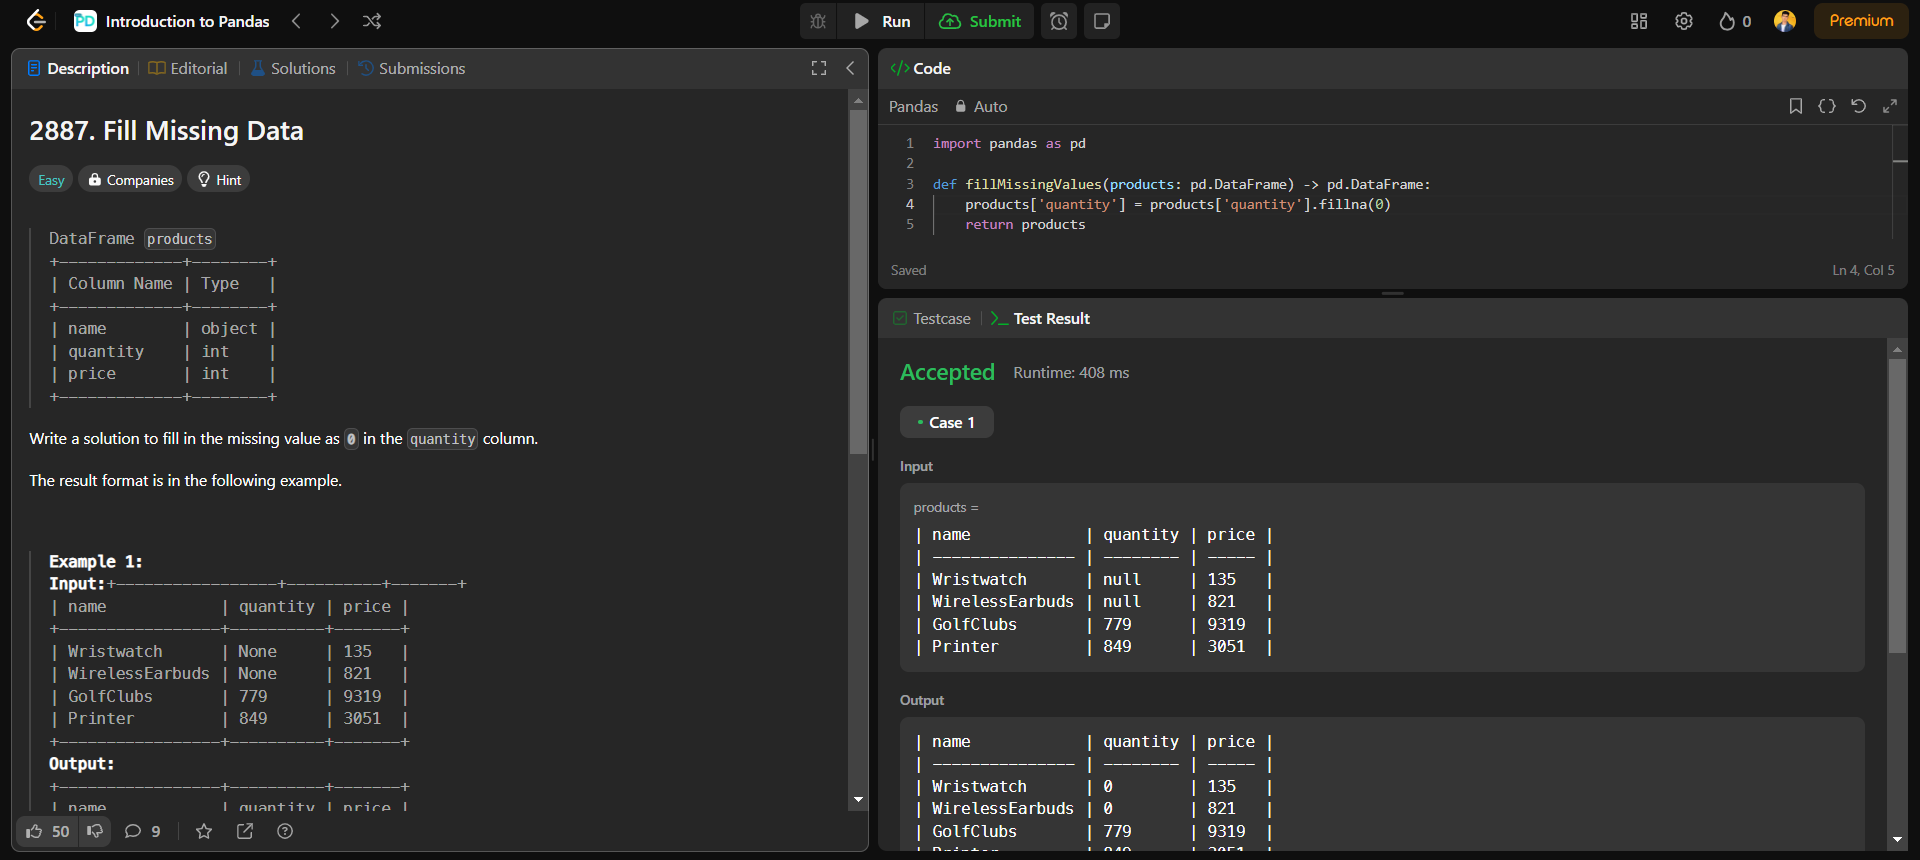 PD Introduction to Pandas
Run
Submit
0
Premium
Description
Editorial
Solutions
Submissions
2887. Fill Missing Data
Easy
Companies
Hint
DataFrame products
+-------------+--------+
| Column Name | Type   |
+-------------+--------+
| name        | object |
| quantity    | int    |
| price       | int    |
+-------------+--------+
Write a solution to fill in the missing value as 0 in the quantity column.
The result format is in the following example.
Example 1:
Input:+-----------------+----------+-------+
| name            | quantity | price |
+-----------------+----------+-------+
| Wristwatch      | None     | 135   |
| WirelessEarbuds | None     | 821   |
| GolfClubs       | 779      | 9319  |
| Printer         | 849      | 3051  |
+-----------------+----------+-------+
Output:
+-----------------+----------+-------+
| name            | quantity | price |
50
9
</> Code
Pandas
Auto
1 import pandas as pd
2
3 def fillMissingValues(products: pd.DataFrame) -> pd.DataFrame:
4     products['quantity'] = products['quantity'].fillna(0)
5     return products
Saved
Ln 4, Col 5
Testcase
>_ Test Result
Accepted
Runtime: 408 ms
• Case 1
Input
products =
| name            | quantity | price |
| --------------- | -------- | ----- |
| Wristwatch      | null     | 135   |
| WirelessEarbuds | null     | 821   |
| GolfClubs       | 779      | 9319  |
| Printer         | 849      | 3051  |
Output
| name            | quantity | price |
| --------------- | -------- | ----- |
| Wristwatch      | 0        | 135   |
| WirelessEarbuds | 0        | 821   |
| GolfClubs       | 779      | 9319  |
| Printer         | 849      | 3051  |